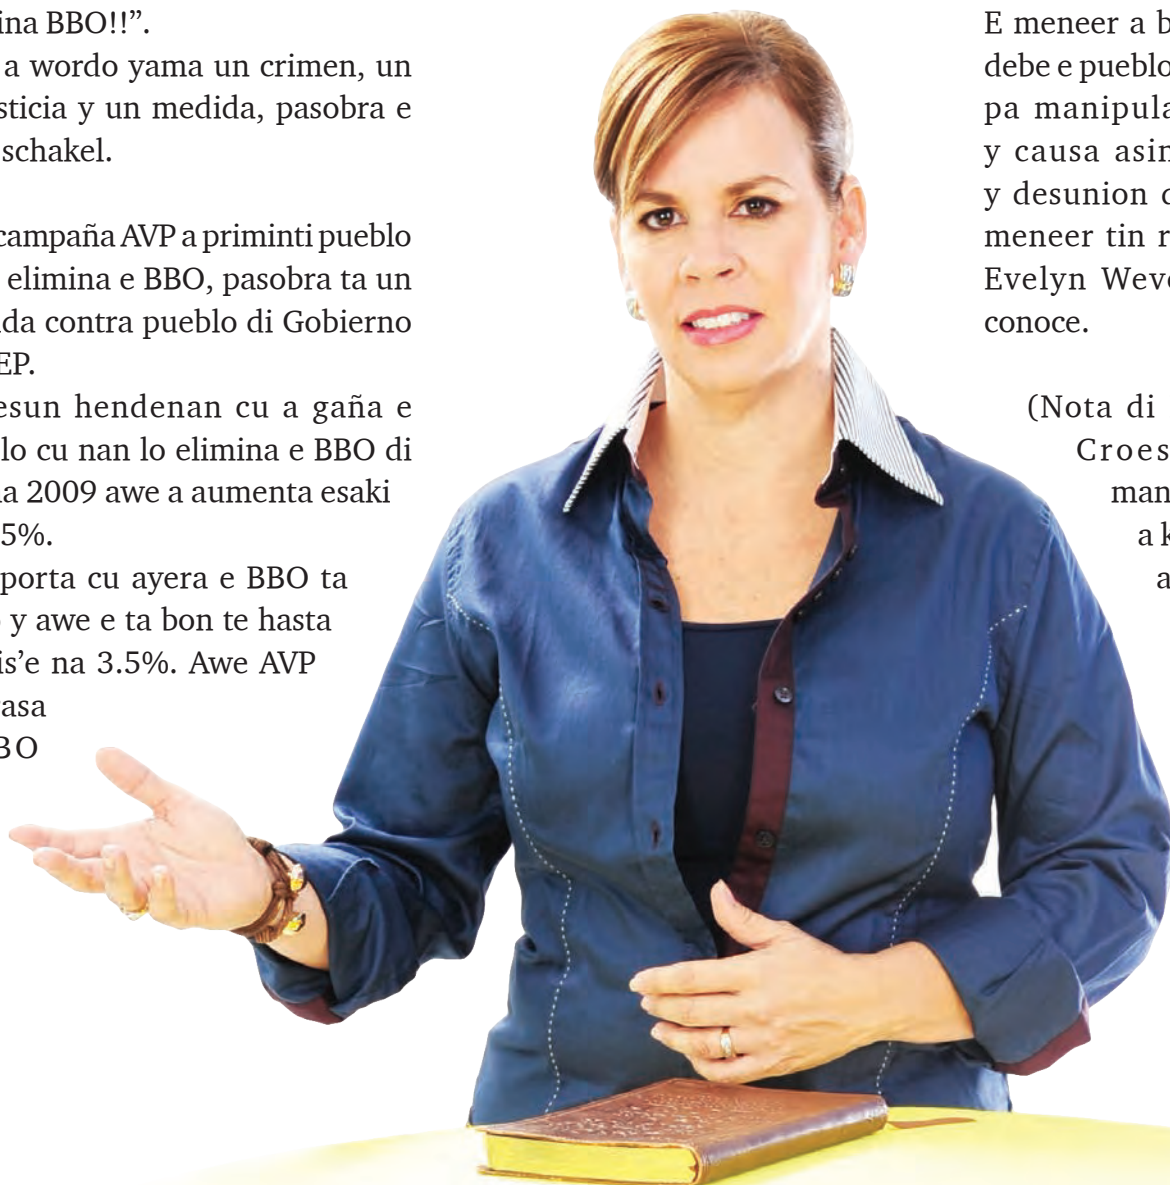 ina BBO!!”.
a wordo yama un crimen, un
sticia y un medida, pasobra e
schakel.
campaña AVP a priminti pueblo
elimina e BBO, pasobra ta un
da contra pueblo di Gobierno
EP.
esun hendenan cu a gaña e
lo cu nan lo elimina e BBO di
a 2009 awe a aumenta esaki
5%.
porta cu ayera e BBO ta
y awe e ta bon te hasta
is’e na 3.5%. Awe AVP
tasa
BO
E meneer a b
debe e pueblo
pa manipula
y causa asin
y desunion d
meneer tin r
Evelyn Weve
conoce.
(Nota di
Croes
man
a k
a